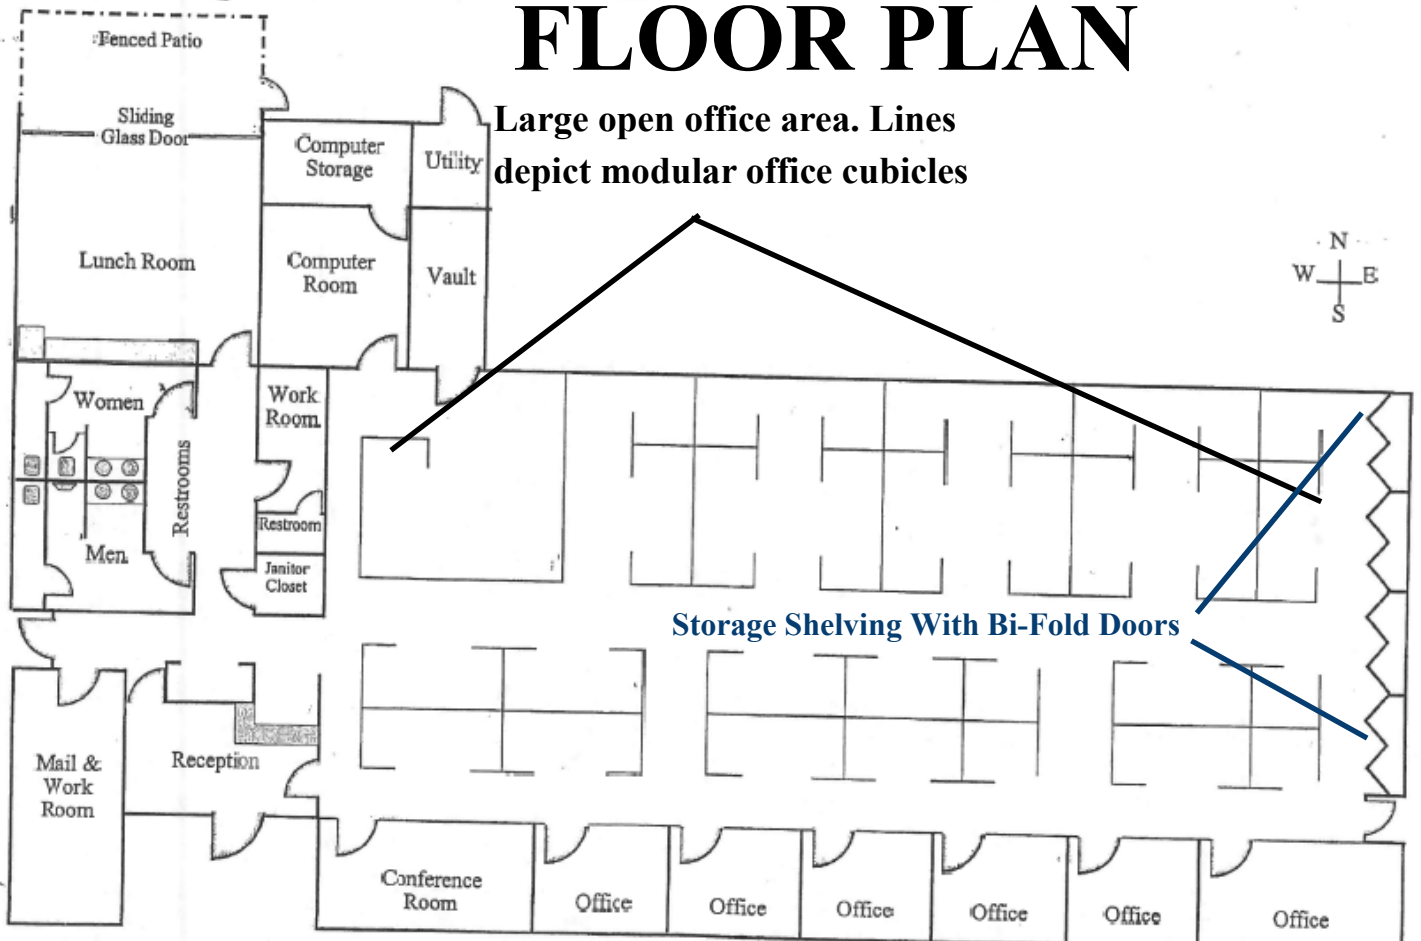 FLOOR PLAN
Fenced Patio
Sliding
Glass Door
Large open office area. Lines
depict modular office cubicles
Computer
Storage
Utility
Lunch Room
Computer
Room
Vault
N
W E
S
Women
Work
Room
Restrooms
Restroom
Men
Janitor
Closet
Storage Shelving With Bi-Fold Doors
Mail &
Work
Room
Reception
Conference
Room
Office
Office
Office
Office
Office
Office